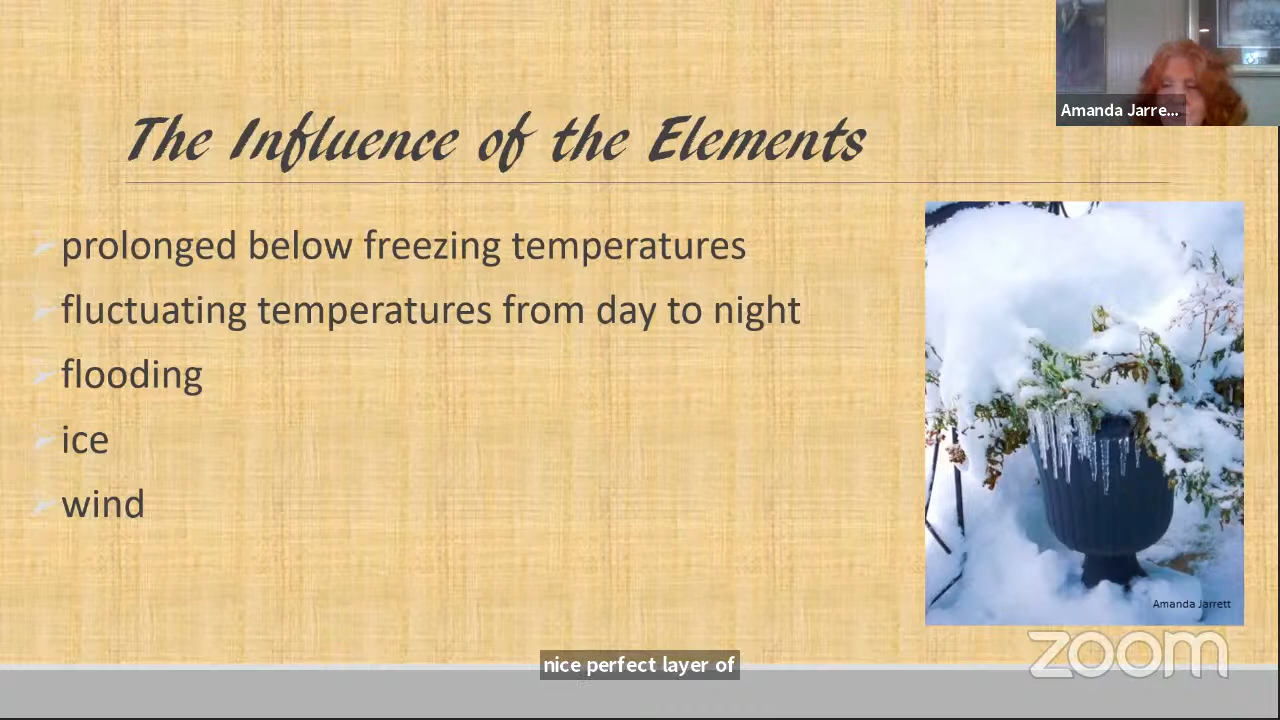 Amanda Jarre...
The Influence of the Elements
prolonged below freezing temperatures
fluctuating temperatures from day to night
flooding
ice
wind
Amanda Jarrett
zoom
nice perfect layer of